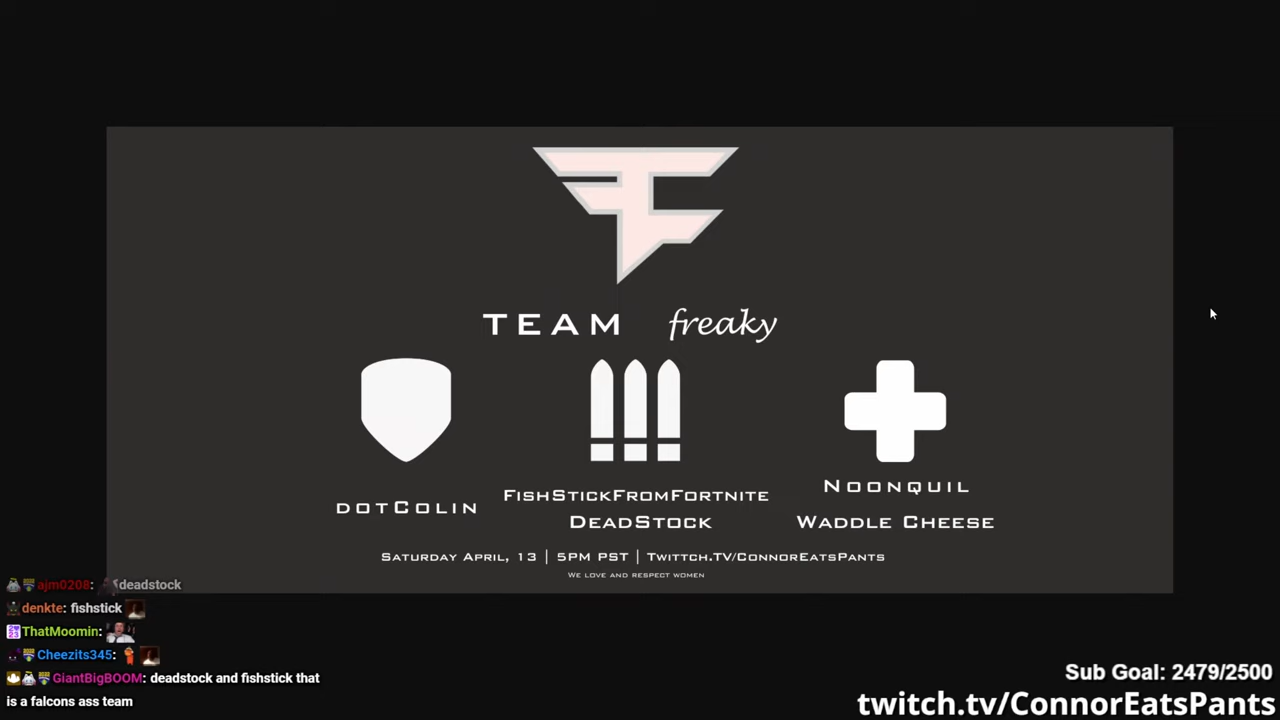 TEAM freaky
DOTCOLIN
FISHSTICKFROMFORTNITE
DEADSTOCK
NOONQUIL
WADDLE CHEESE
SATURDAY APRIL, 13 | 5PM PST | TWITTCH.TV/CONNOREATSPANTS
WE LOVE AND RESPECT WOMEN
ajm0208: deadstock
denkte: fishstick
ThatMoomin:
Cheezits345:
GiantBigBOOM: deadstock and fishstick that
is a falcons ass team
Sub Goal: 2479/2500
twitch.tv/ConnorEatsPants